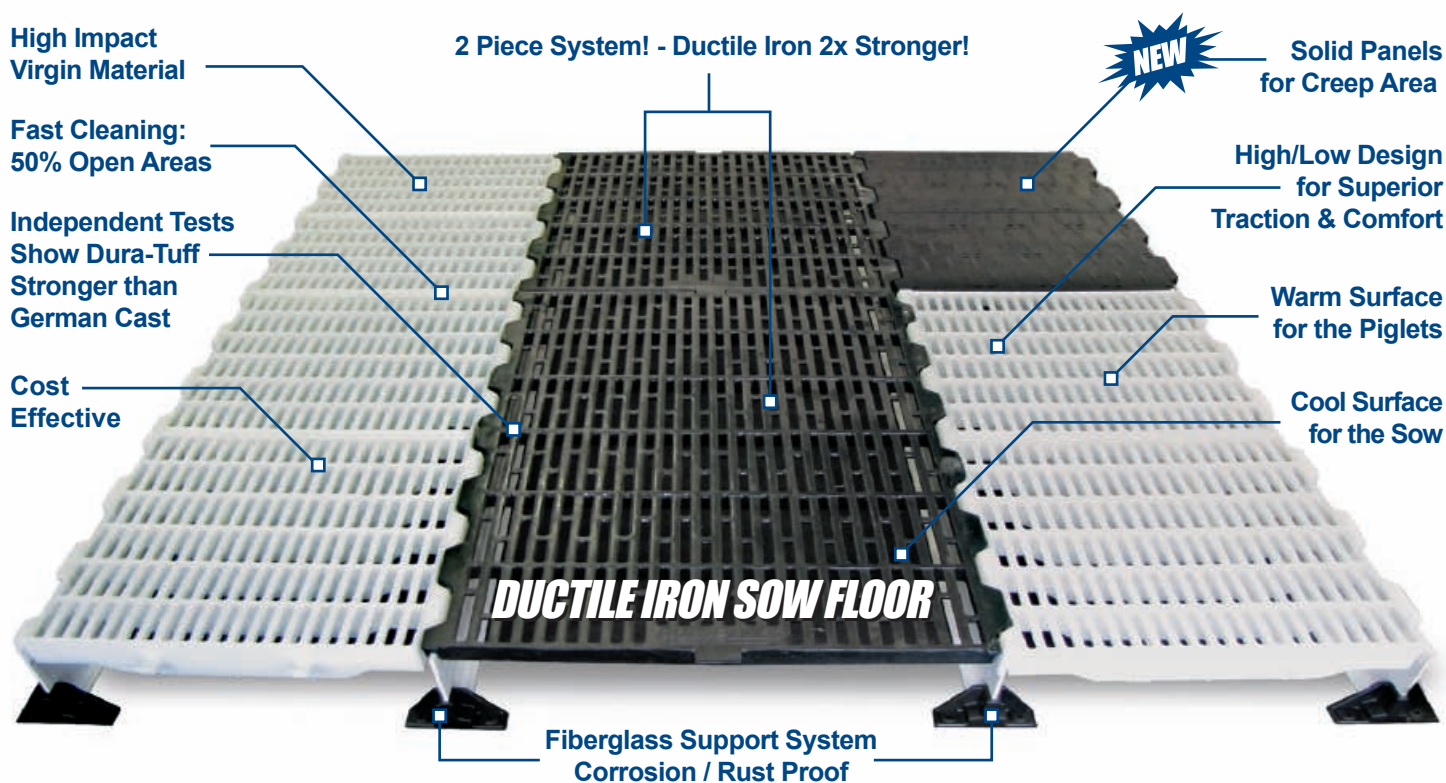 High Impact
Virgin Material
Fast Cleaning:
50% Open Areas
Independent Tests
Show Dura-Tuff
Stronger than
German Cast
Cost
Effective
2 Piece System! - Ductile Iron 2x Stronger!
NEW
Solid Panels
for Creep Area
High/Low Design
for Superior
Traction & Comfort
Warm Surface
for the Piglets
Cool Surface
for the Sow
DUCTILE IRON SOW FLOOR
Fiberglass Support System
Corrosion / Rust Proof